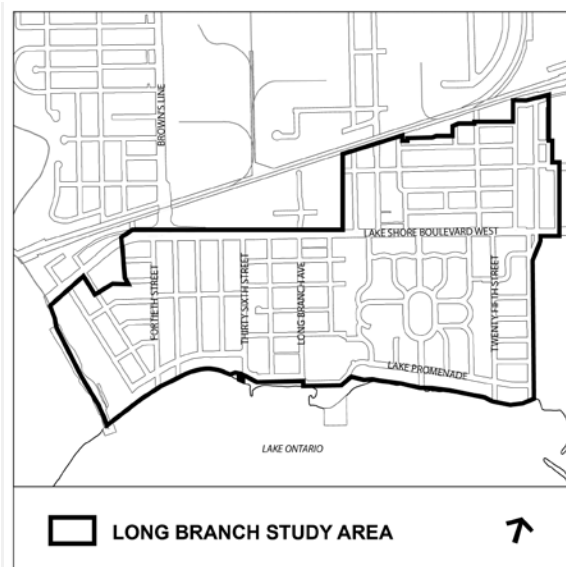 BROWN'S LINE
LAKE SHORE BOULEVARD WEST
FORTIETH STREET
THIRTY SIXTH STREET
LONG BRANCH AVE
TWENTY FIFTH STREET
LAKE PROMENADE
LAKE ONTARIO
LONG BRANCH STUDY AREA